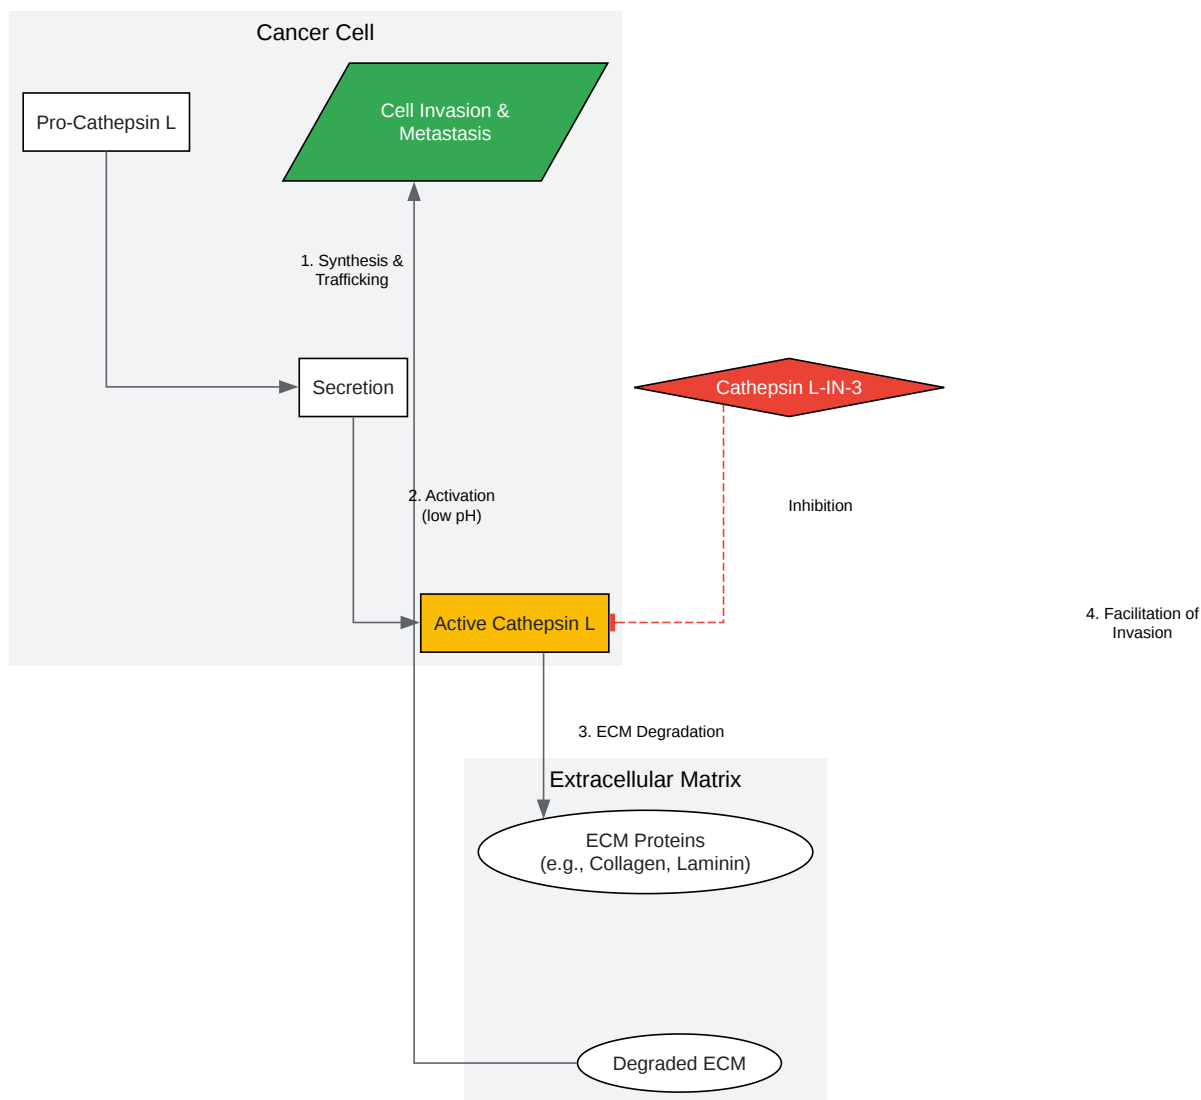 Cancer Cell
Pro-Cathepsin L
Cell Invasion &
Metastasis
1. Synthesis &
Trafficking
Secretion
Cathepsin L-IN-3
2. Activation
(low pH)
Inhibition
Active Cathepsin L
4. Facilitation of
Invasion
3. ECM Degradation
Extracellular Matrix
ECM Proteins
(e.g., Collagen, Laminin)
Degraded ECM